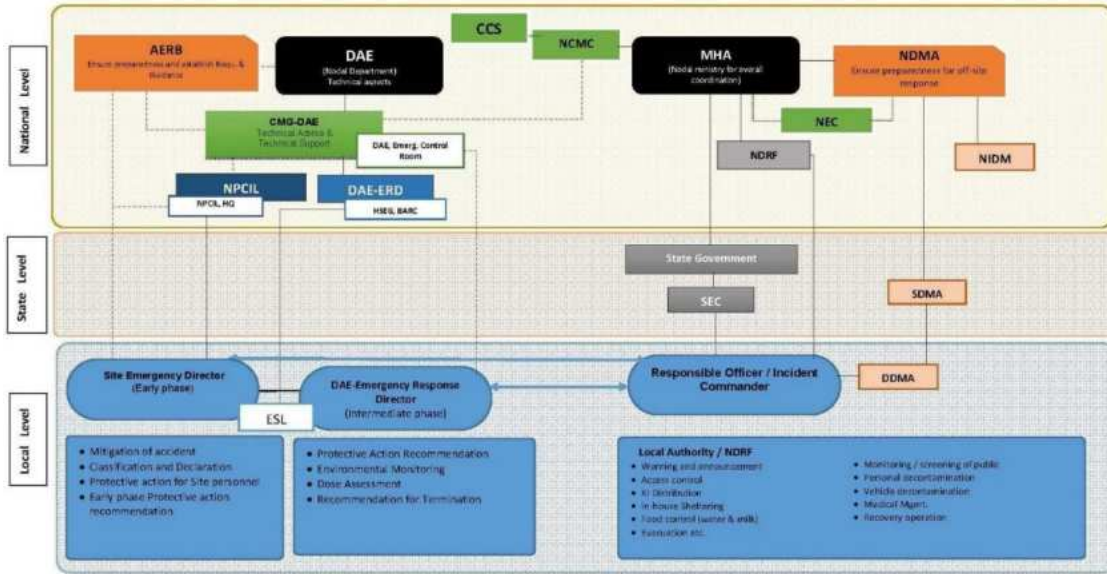 National Level
AERB
Ensure preparedness and establish Requ. &
Guidance
DAE
(Nodal Department)
Technical aspects
CCS
NCMC
MHA
(Nodal ministry for overall
coordination)
NDMA
Ensure preparedness for off-site
response
CMG-DAE
Technical Advise &
Technical Support
DAE, Emerg. Control
Room
NEC
NDRF
NIDM
NPCIL
NPCIL, HQ
DAE-ERD
HSEG, BARC
State Level
State Government
SEC
SDMA
Local Level
Site Emergency Director
(Early phase)
DAE-Emergency Response
Director
(Intermediate phase)
ESL
Responsible Officer / Incident
Commander
DDMA
• Mitigation of accident
• Classification and Declaration
• Protective action for Site personnel
• Early phase Protective action
recommendation
• Protective Action Recommendation
• Environmental Monitoring
• Dose Assessment
• Recommendation for Termination
Local Authority / NDRF
• Warning and announcement
• Access control
• KI Distribution
• In house Sheltering
• Food control (water & milk)
• Evacuation etc.
• Monitoring / screening of public
• Personal decontamination
• Vehicle decontamination
• Medical Mgmt.
• Recovery operation